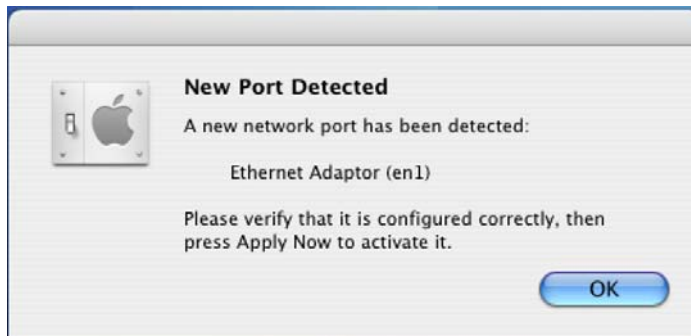 New Port Detected
A new network port has been detected:
Ethernet Adaptor (en1)
Please verify that it is configured correctly, then
press Apply Now to activate it.
OK